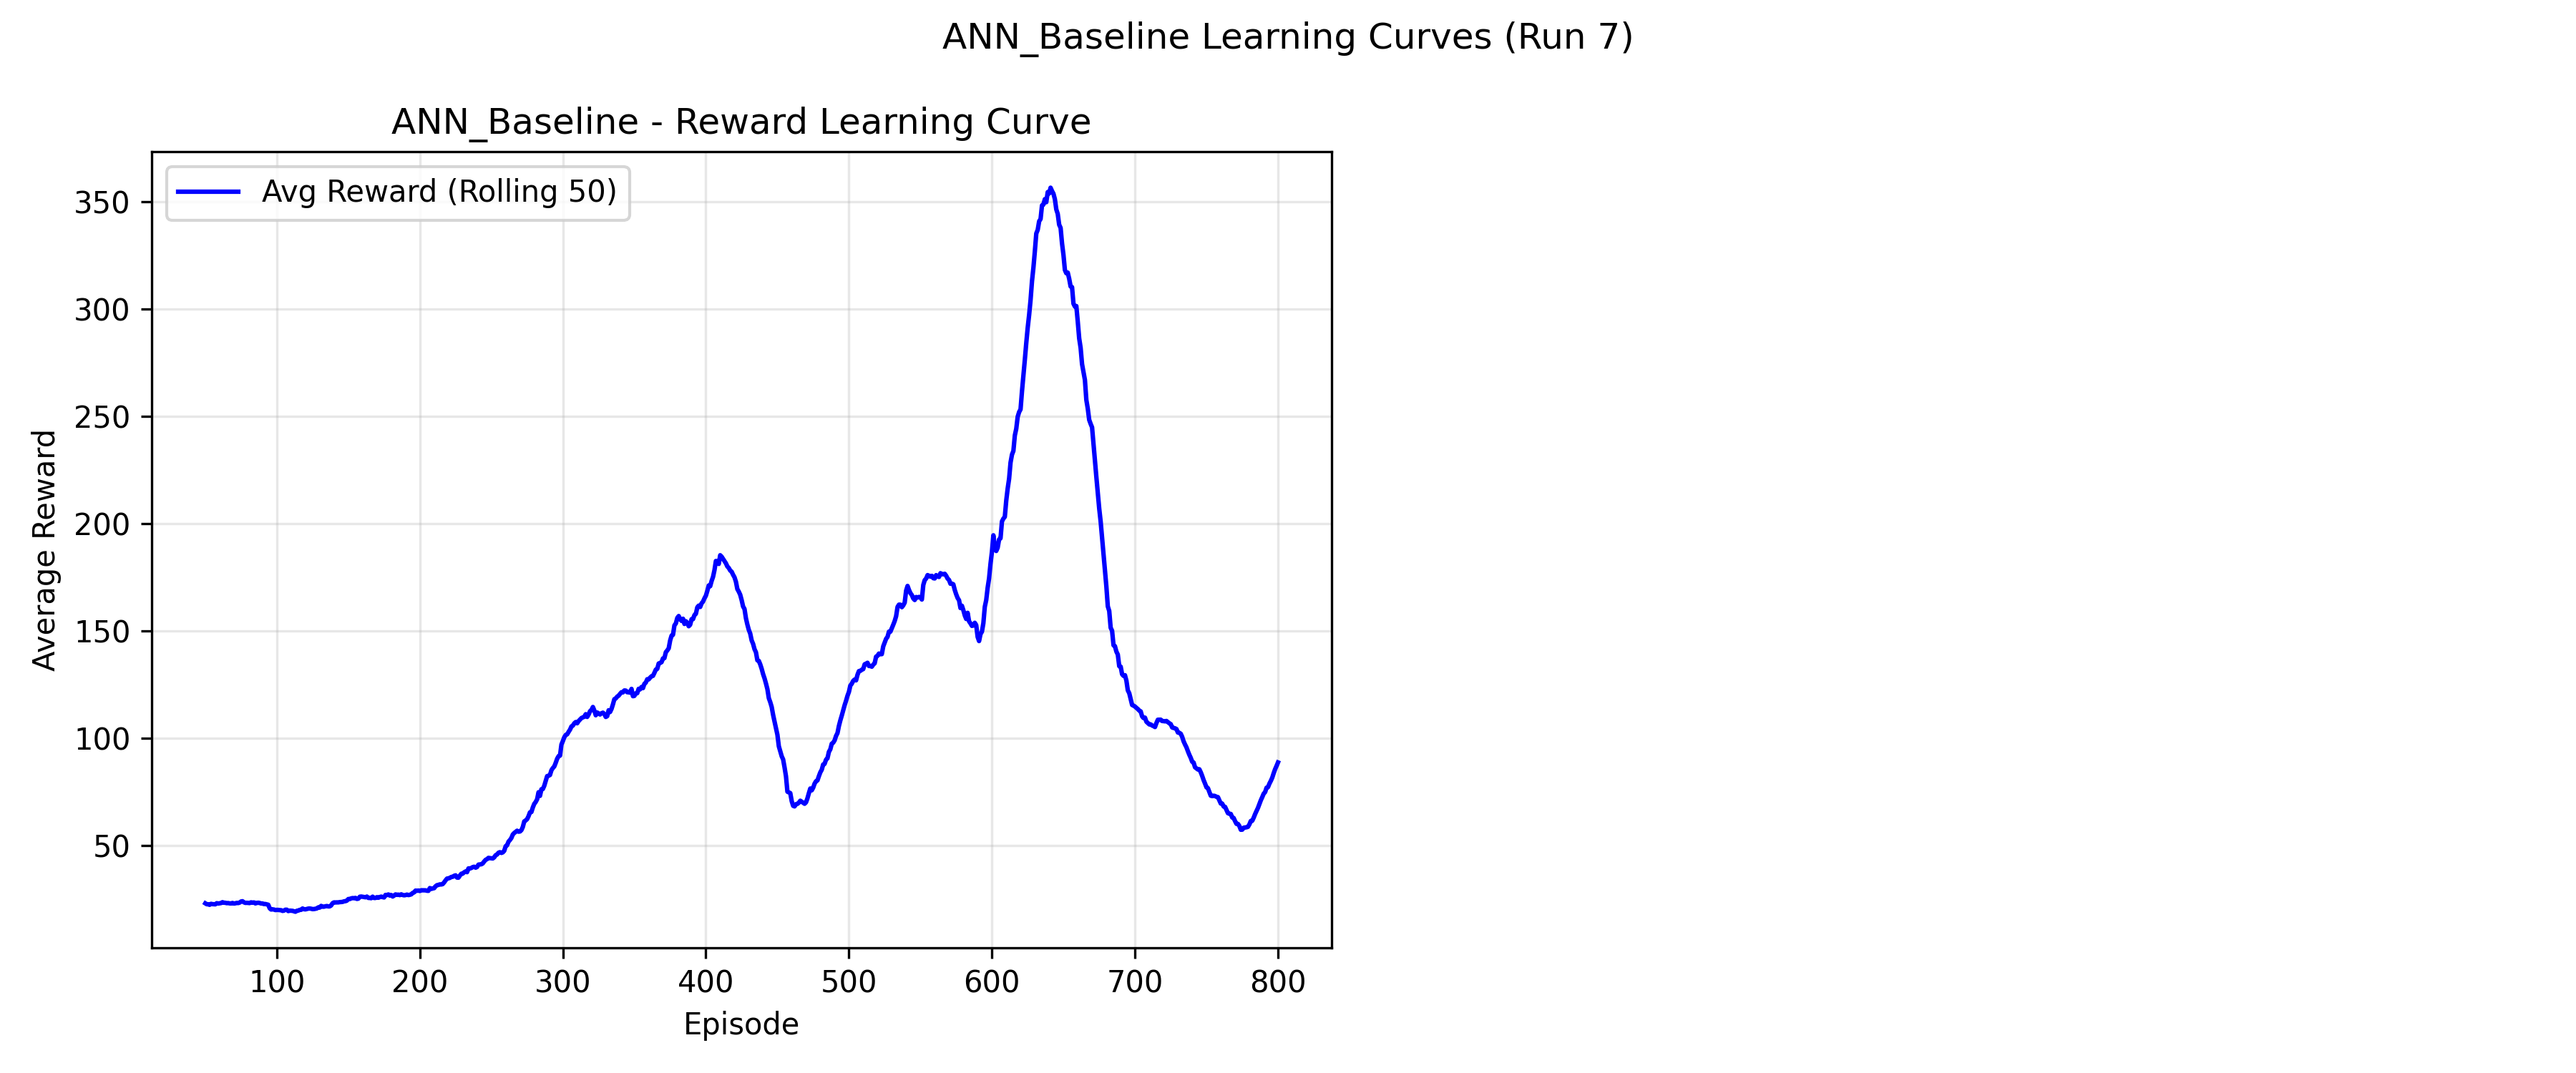 ANN_Baseline Learning Curves (Run 7)
ANN_Baseline - Reward Learning Curve
Avg Reward (Rolling 50)
350
300
250
200
150
100
50
Average Reward
100 200 300 400 500 600 700 800
Episode